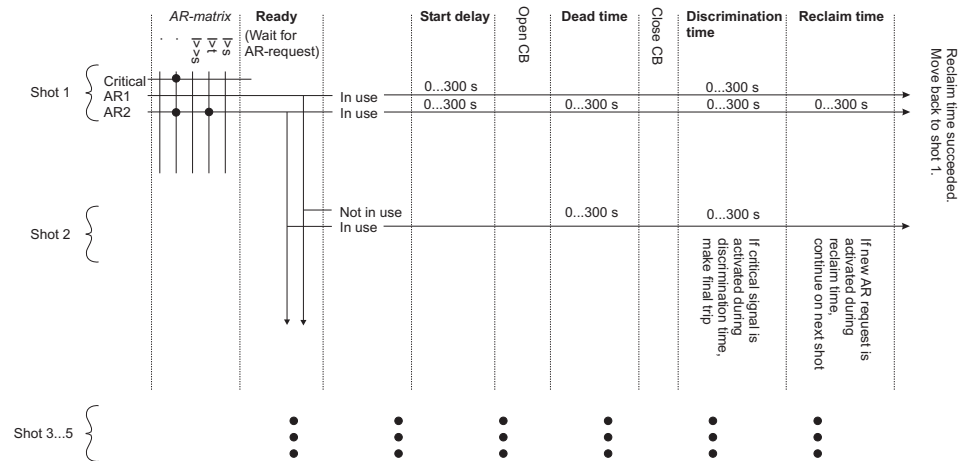 AR-matrix
Ready
(Wait for
AR-request)
Start delay
Open CB
Dead time
Close CB
Discrimination
time
Reclaim time
. . I>>s I>t I>s
Shot 1
Critical
AR1
AR2
In use
0...300 s
0...300 s
In use
0...300 s
0...300 s
0...300 s
0...300 s
Reclaim time succeeded.
Move back to shot 1.
Shot 2
Not in use
In use
0...300 s
0...300 s
If critical signal is
activated during
discrimination time,
make final trip
If new AR request is
activated during
reclaim time,
continue on next shot
Shot 3...5